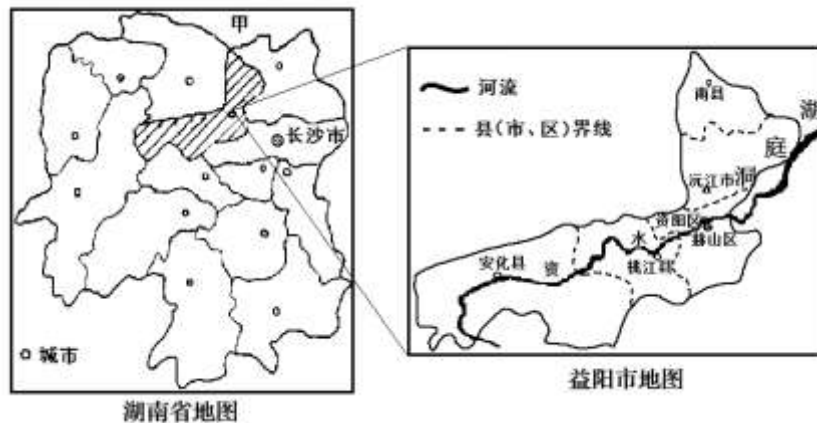 甲
长沙市
城市
湖南省地图
河流
县(市、区)界线
南县
湖
庭
洞
沅江市
资阳区
赫山区
水
桃江县
安化县
资
益阳市地图